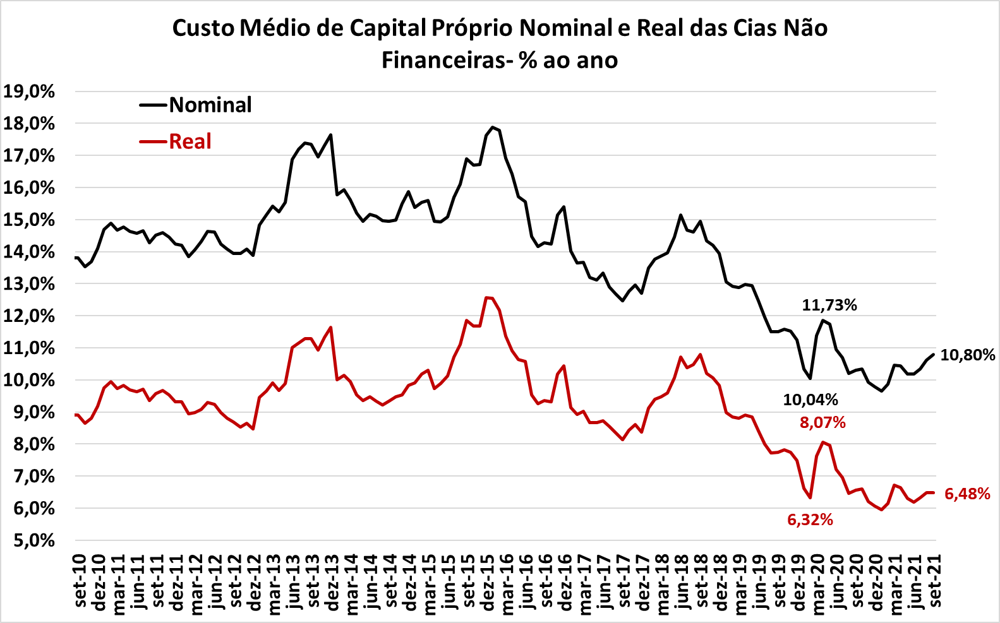 Custo Médio de Capital Próprio Nominal e Real das Cias Não
Financeiras- % ao ano
19,0%
18,0%
17,0%
16,0%
15,0%
14,0%
13,0%
12,0%
11,0%
10,0%
9,0%
8,0%
7,0%
6,0%
5,0%
Nominal
Real
11,73%
10,80%
10,04%
8,07%
6,48%
6,32%
set-10
dez-10
mar-11
jun-11
set-11
dez-11
mar-12
jun-12
set-12
dez-12
mar-13
jun-13
set-13
dez-13
mar-14
jun-14
set-14
dez-14
mar-15
jun-15
set-15
dez-15
mar-16
jun-16
set-16
dez-16
mar-17
jun-17
set-17
dez-17
mar-18
jun-18
set-18
dez-18
mar-19
jun-19
set-19
dez-19
mar-20
jun-20
set-20
dez-20
mar-21
jun-21
set-21